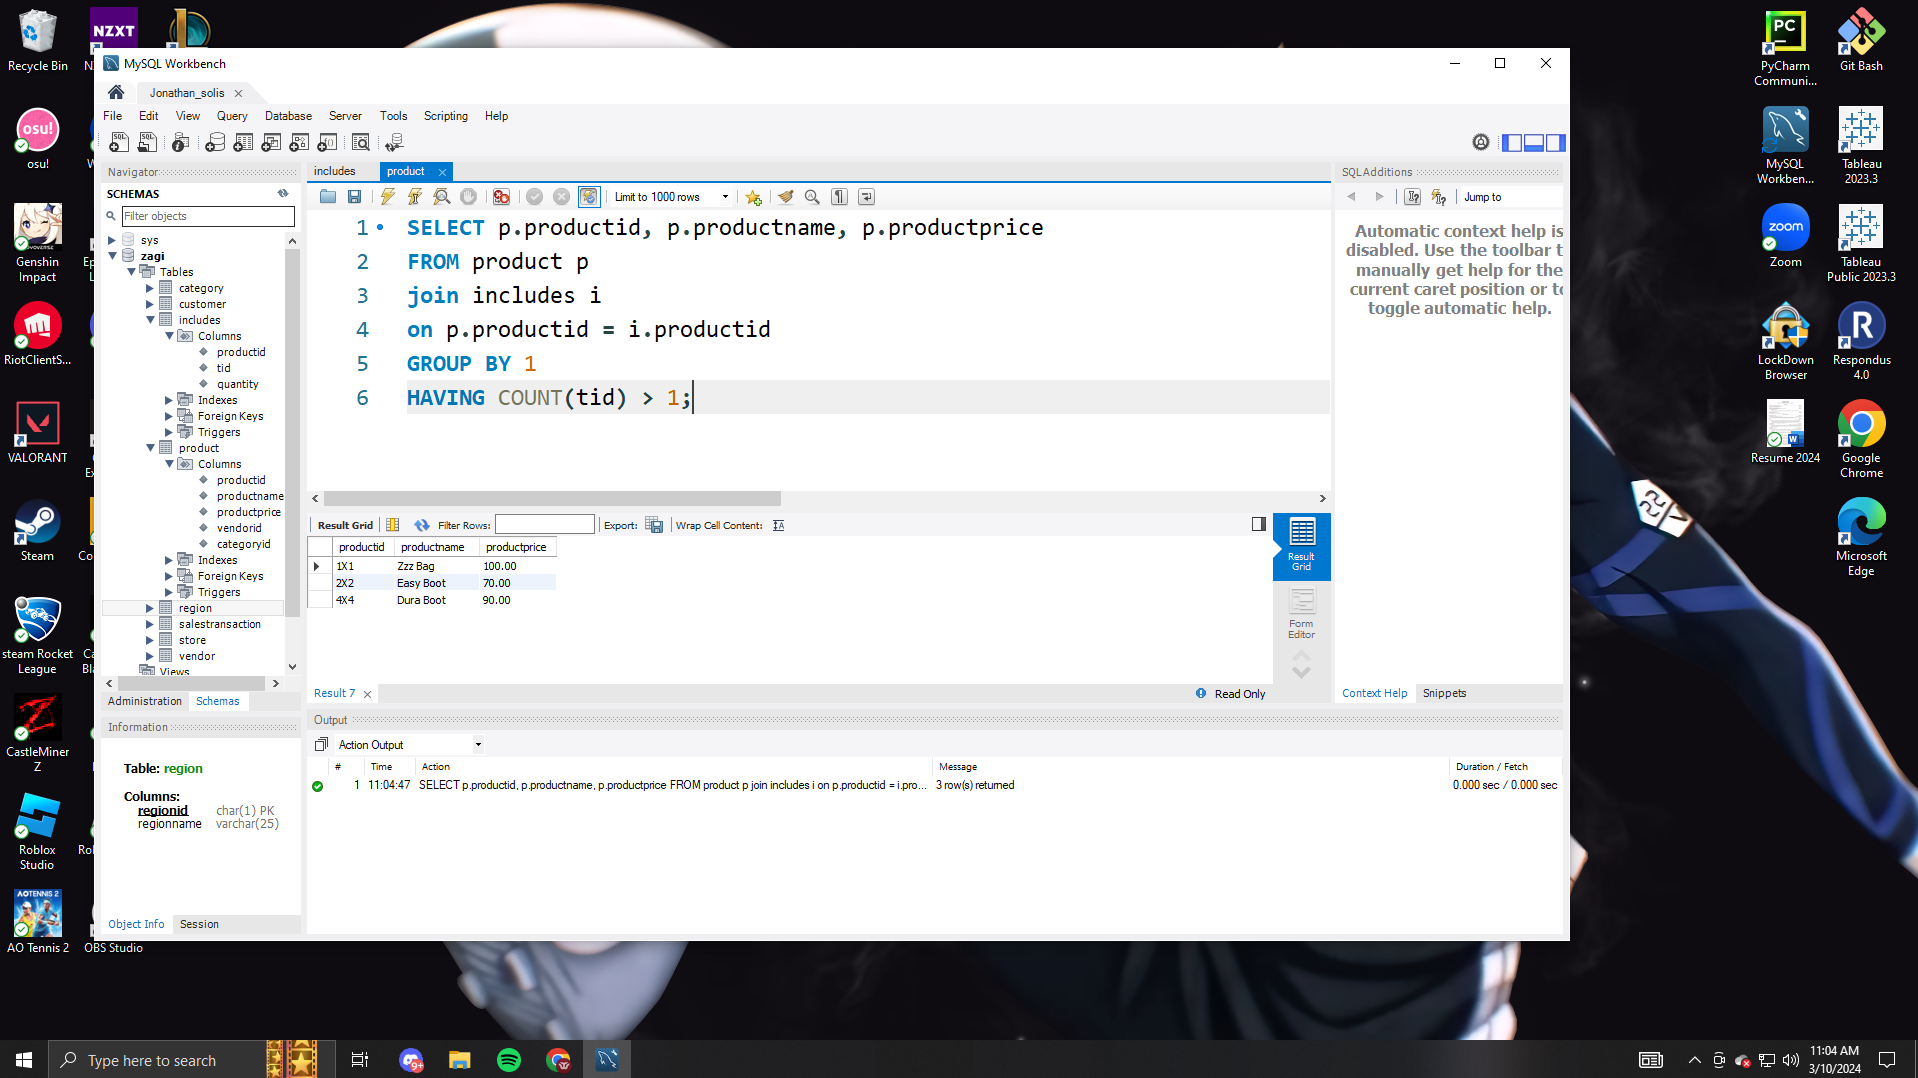 Recycle Bin
osu!
Genshin
Impact
RiotClientS...
VALORANT
Steam
steam Rocket
League
CastleMiner
Z
Roblox
Studio
AO Tennis 2
NZXT
OBS Studio
MySQL Workbench
Jonathan_solis
File Edit View Query Database Server Tools Scripting Help
Navigator
SCHEMAS
Filter objects
sys
zagi
Tables
category
customer
includes
Columns
productid
tid
quantity
Indexes
Foreign Keys
Triggers
product
Columns
productid
productname
productprice
vendorid
categoryid
Indexes
Foreign Keys
Triggers
region
salestransaction
store
vendor
Views
Administration Schemas
Information
Table: region
Columns:
regionid char(1) PK
regionname varchar(25)
Object Info Session
includes product
Limit to 1000 rows
1 SELECT p.productid, p.productname, p.productprice
2 FROM product p
3 join includes i
4 on p.productid = i.productid
5 GROUP BY 1
6 HAVING COUNT(tid) > 1;
Result Grid Filter Rows: Export: Wrap Cell Content:
productid productname productprice
1X1 Zzz Bag 100.00
2X2 Easy Boot 70.00
4X4 Dura Boot 90.00
Result
Grid
Form
Editor
Result 7 Read Only
Output
Action Output
# Time Action Message Duration / Fetch
1 11:04:47 SELECT p.productid, p.productname, p.productprice FROM product p join includes i on p.productid = i.pro... 3 row(s) returned 0.000 sec / 0.000 sec
SQLAdditions
Jump to
Automatic context help is
disabled. Use the toolbar t
manually get help for the
current caret position or to
toggle automatic help.
Context Help Snippets
PyCharm
Communi...
Git Bash
MySQL
Workben...
Tableau
2023.3
zoom
Zoom
Tableau
Public 2023.3
LockDown
Browser
Respondus
4.0
Resume 2024
Google
Chrome
Microsoft
Edge
Type here to search
11:04 AM
3/10/2024